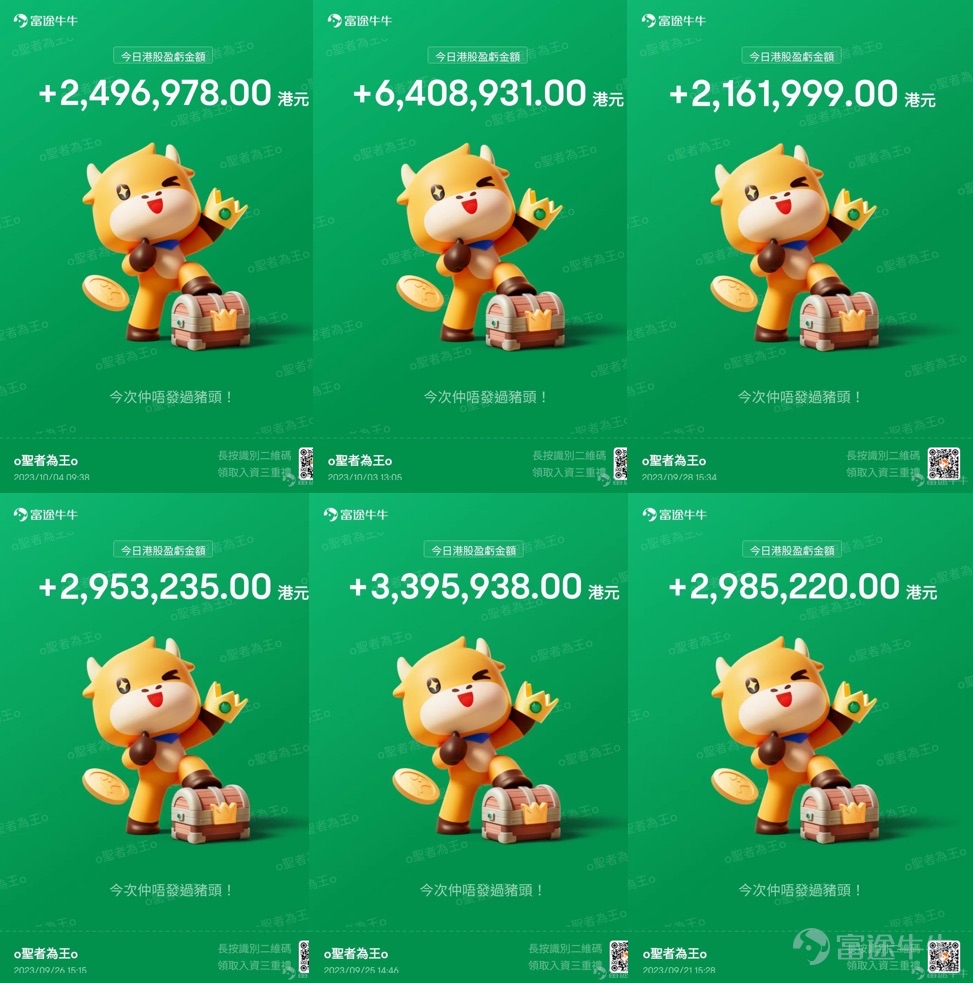 富途牛牛
今日港股盈虧金額
+2,496,978.00 港元
今次仲唔發過豬頭！
o聖者為王o
2023/10/04 09:38
長按識別二維碼
領取入資三重禮
富途牛牛
今日港股盈虧金額
+6,408,931.00 港元
今次仲唔發過豬頭！
o聖者為王o
2023/10/03 13:05
長按識別二維碼
領取入資三重禮
富途牛牛
今日港股盈虧金額
+2,161,999.00 港元
今次仲唔發過豬頭！
o聖者為王o
2023/09/28 15:34
長按識別二維碼
領取入資三重禮
富途牛牛
今日港股盈虧金額
+2,953,235.00 港元
今次仲唔發過豬頭！
o聖者為王o
2023/09/26 15:15
長按識別二維碼
領取入資三重禮
富途牛牛
今日港股盈虧金額
+3,395,938.00 港元
今次仲唔發過豬頭！
o聖者為王o
2023/09/25 14:46
長按識別二維碼
領取入資三重禮
富途牛牛
今日港股盈虧金額
+2,985,220.00 港元
今次仲唔發過豬頭！
o聖者為王o
2023/09/21 15:28
長按識別二維碼
領取入資三重禮
富途牛牛